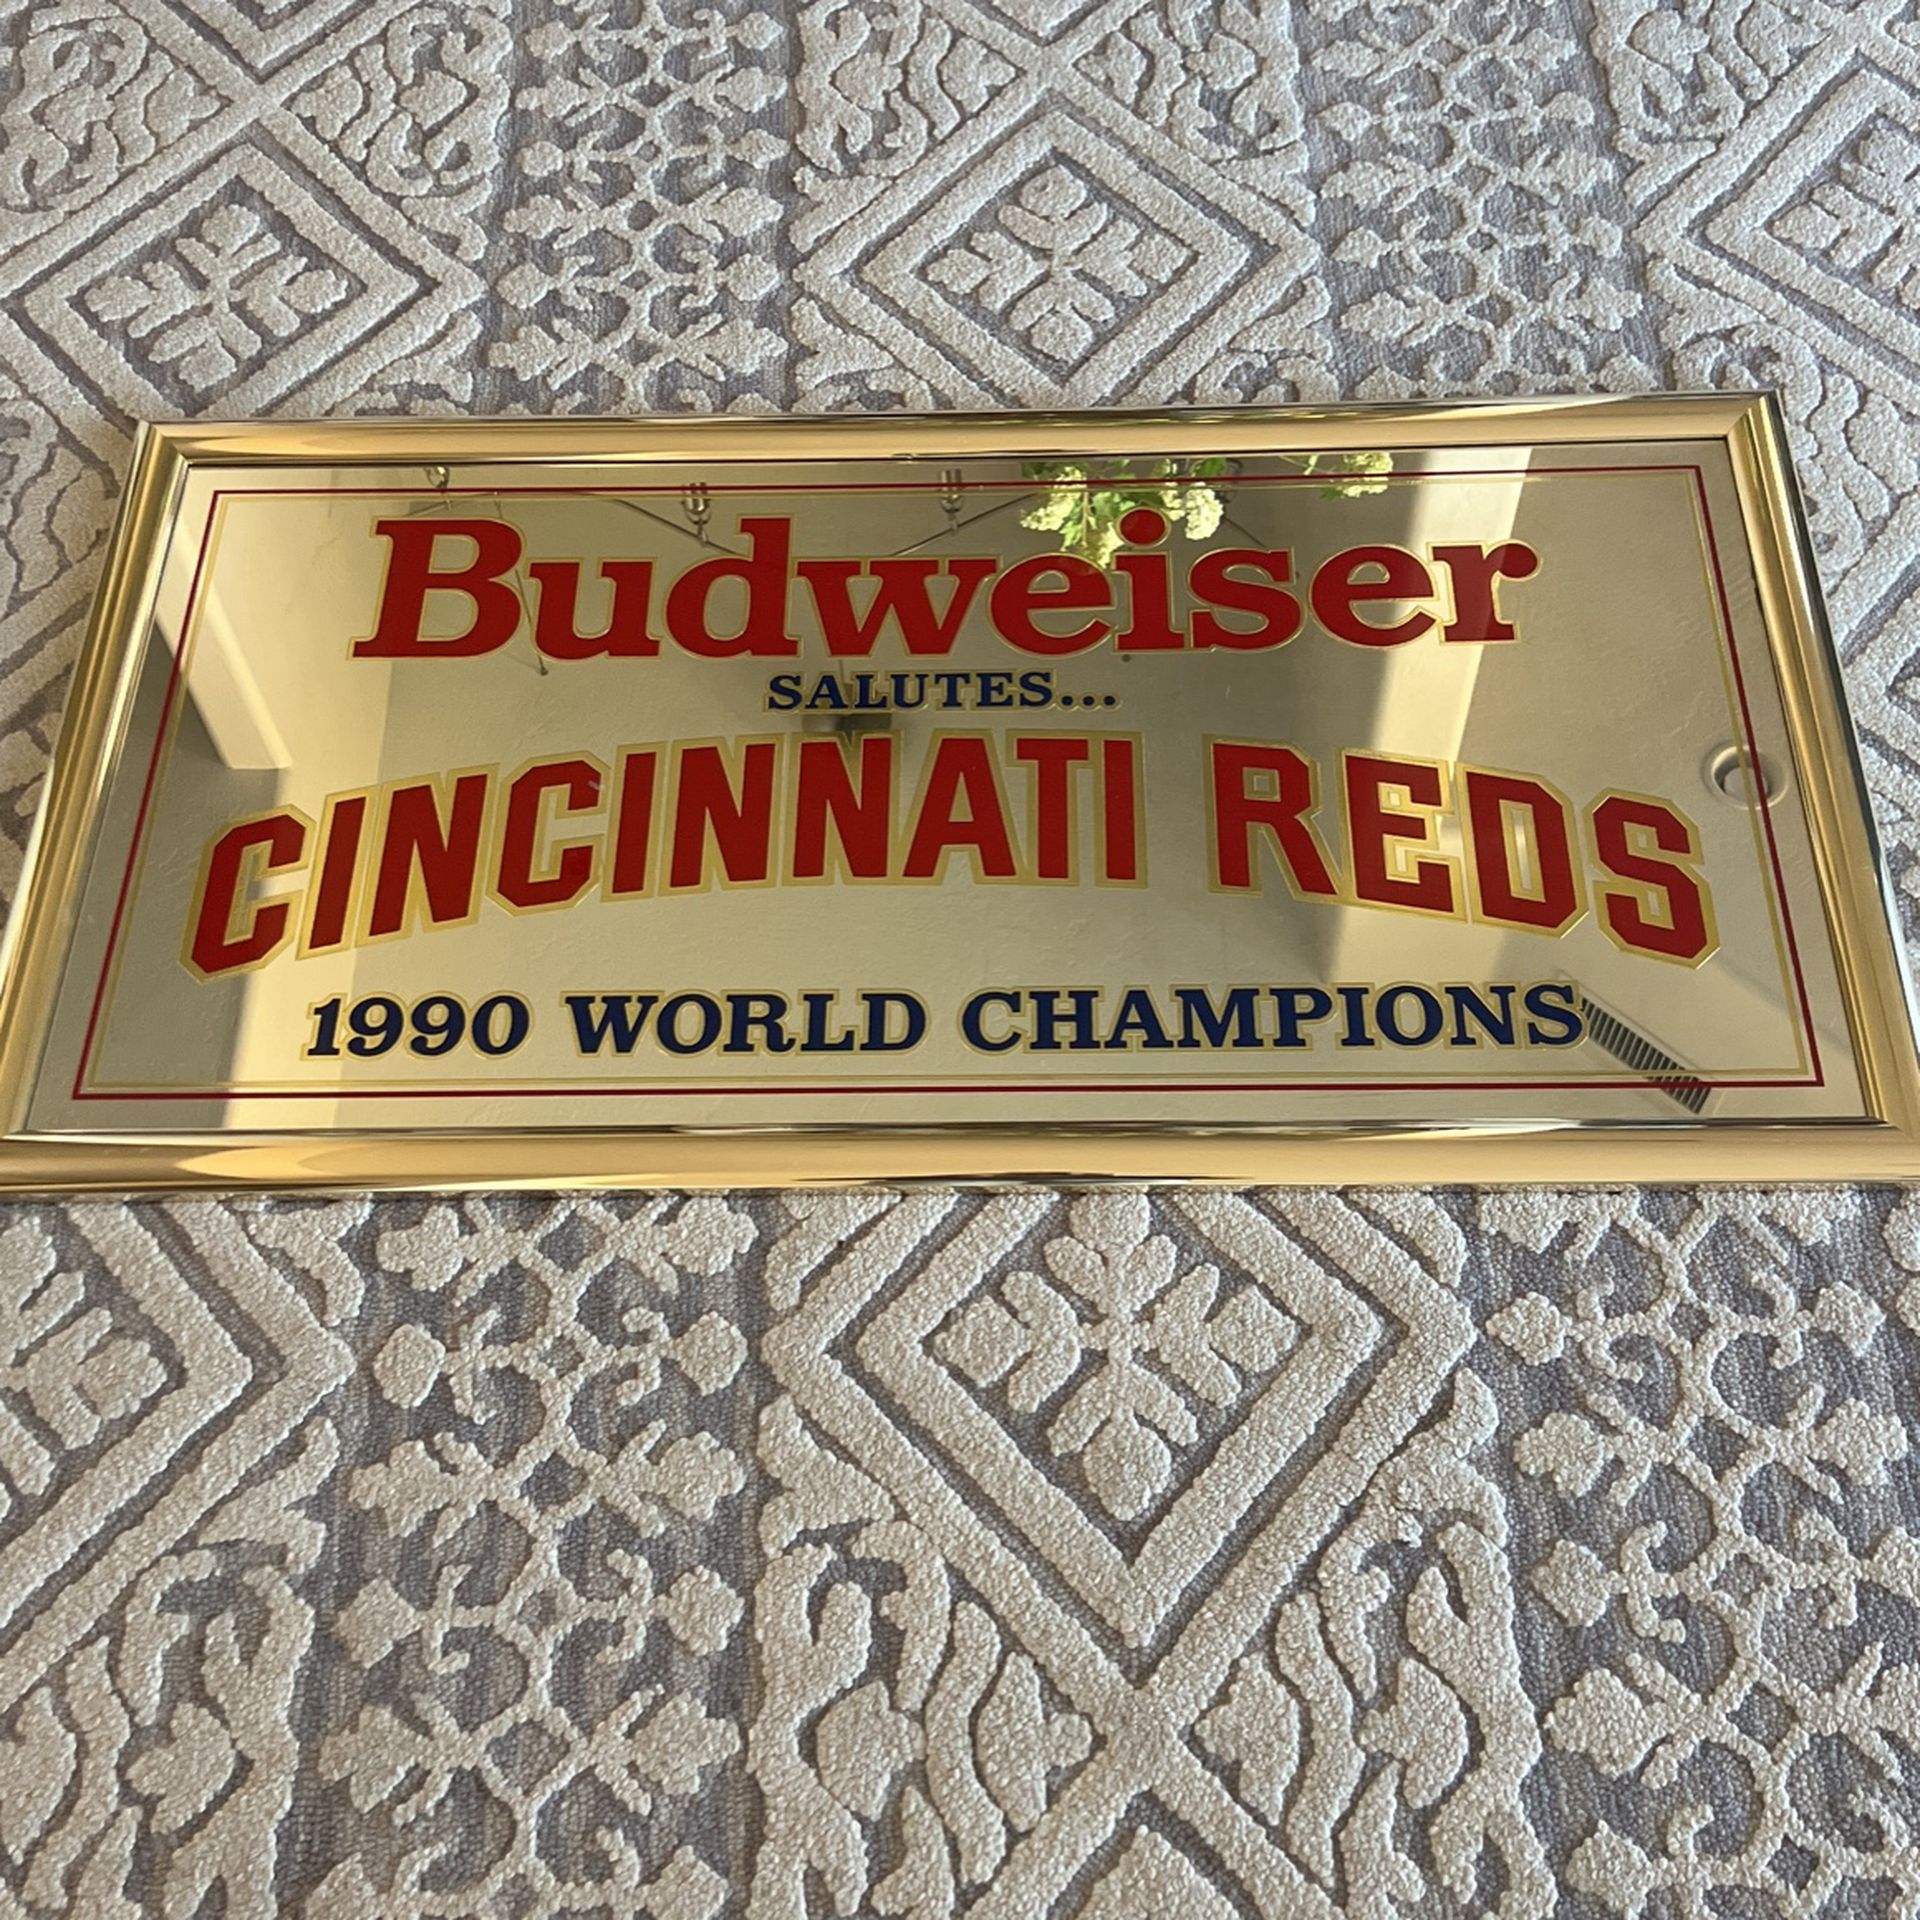 Budweiser
SALUTES...
CINCINNATI REDS
1990 WORLD CHAMPIONS